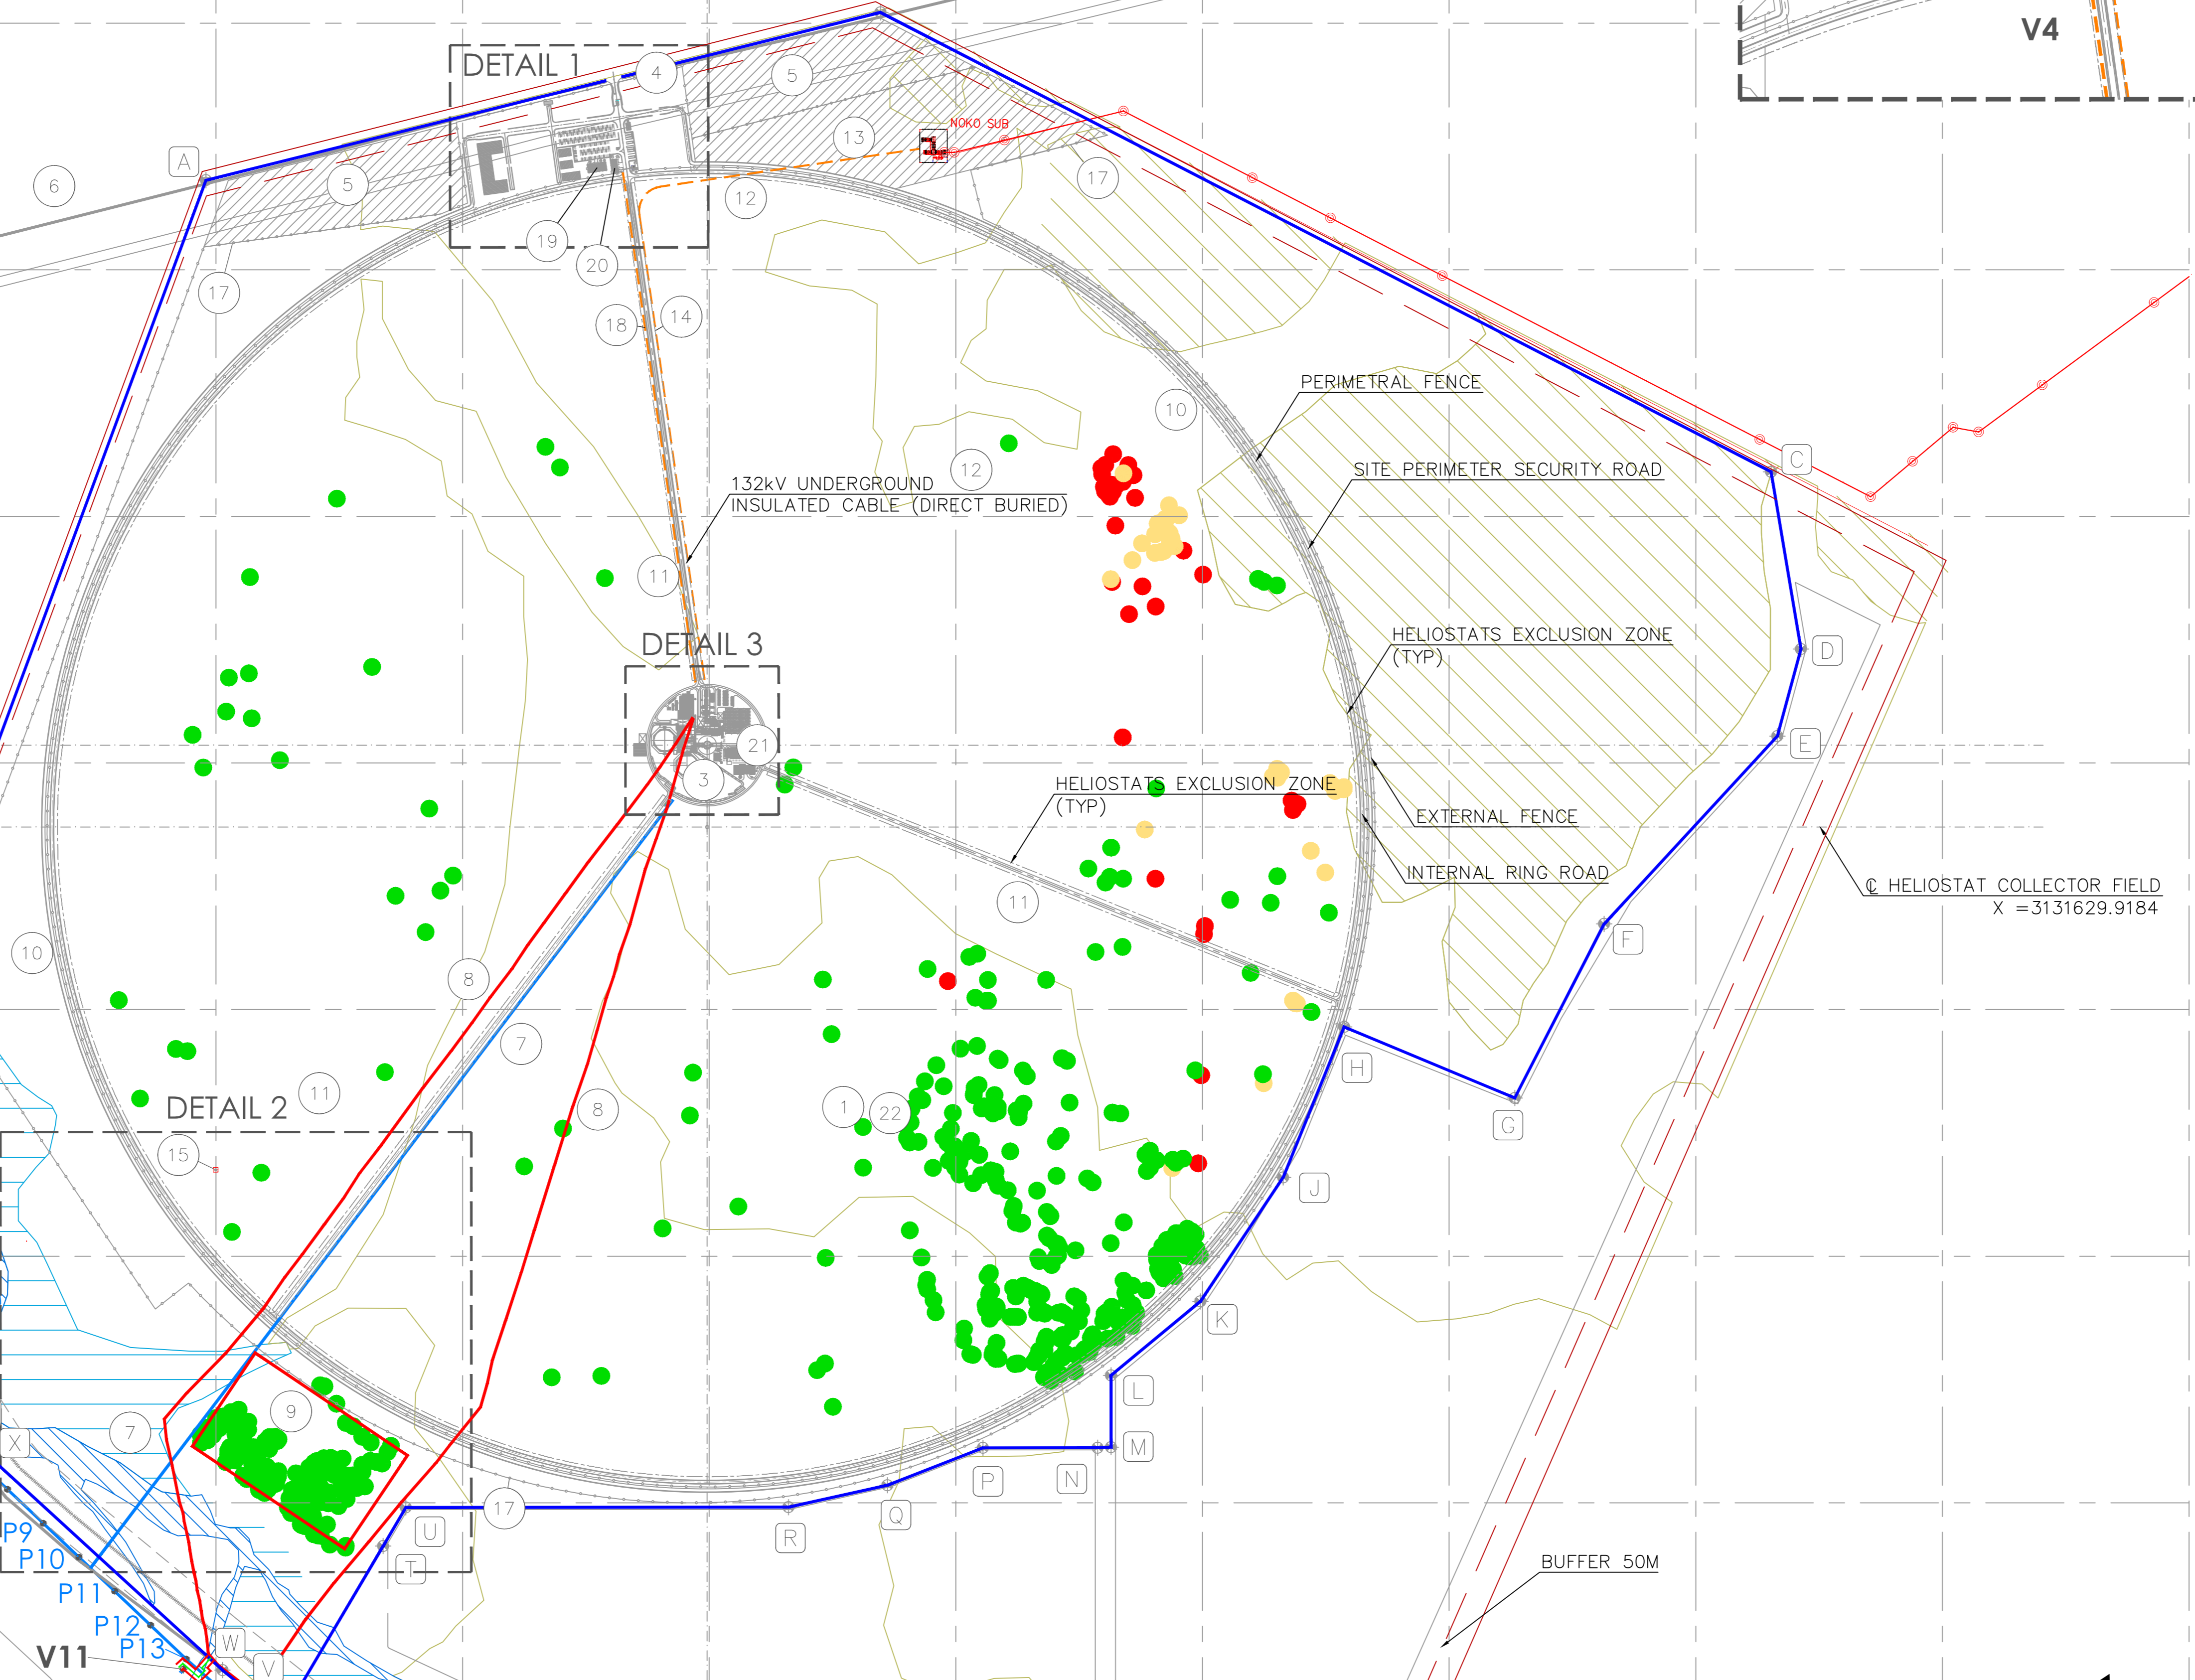 V4
DETAIL 1
4
5
5
13
NOKO SUB
A
6
17
12
17
19
20
18
14
PERIMETRAL FENCE
10
12
SITE PERIMETER SECURITY ROAD
C
132kV UNDERGROUND
INSULATED CABLE (DIRECT BURIED)
11
DETAIL 3
HELIOSTATS EXCLUSION ZONE
(TYP)
D
21
3
E
HELIOSTATS EXCLUSION ZONE
(TYP)
EXTERNAL FENCE
INTERNAL RING ROAD
℄ HELIOSTAT COLLECTOR FIELD
X =3131629.9184
11
F
10
8
7
H
11
DETAIL 2
8
1
22
G
15
J
K
L
9
7
X
M
N
P
Q
R
17
U
T
P9
P10
BUFFER 50M
P11
P12
P13
W
V11
V